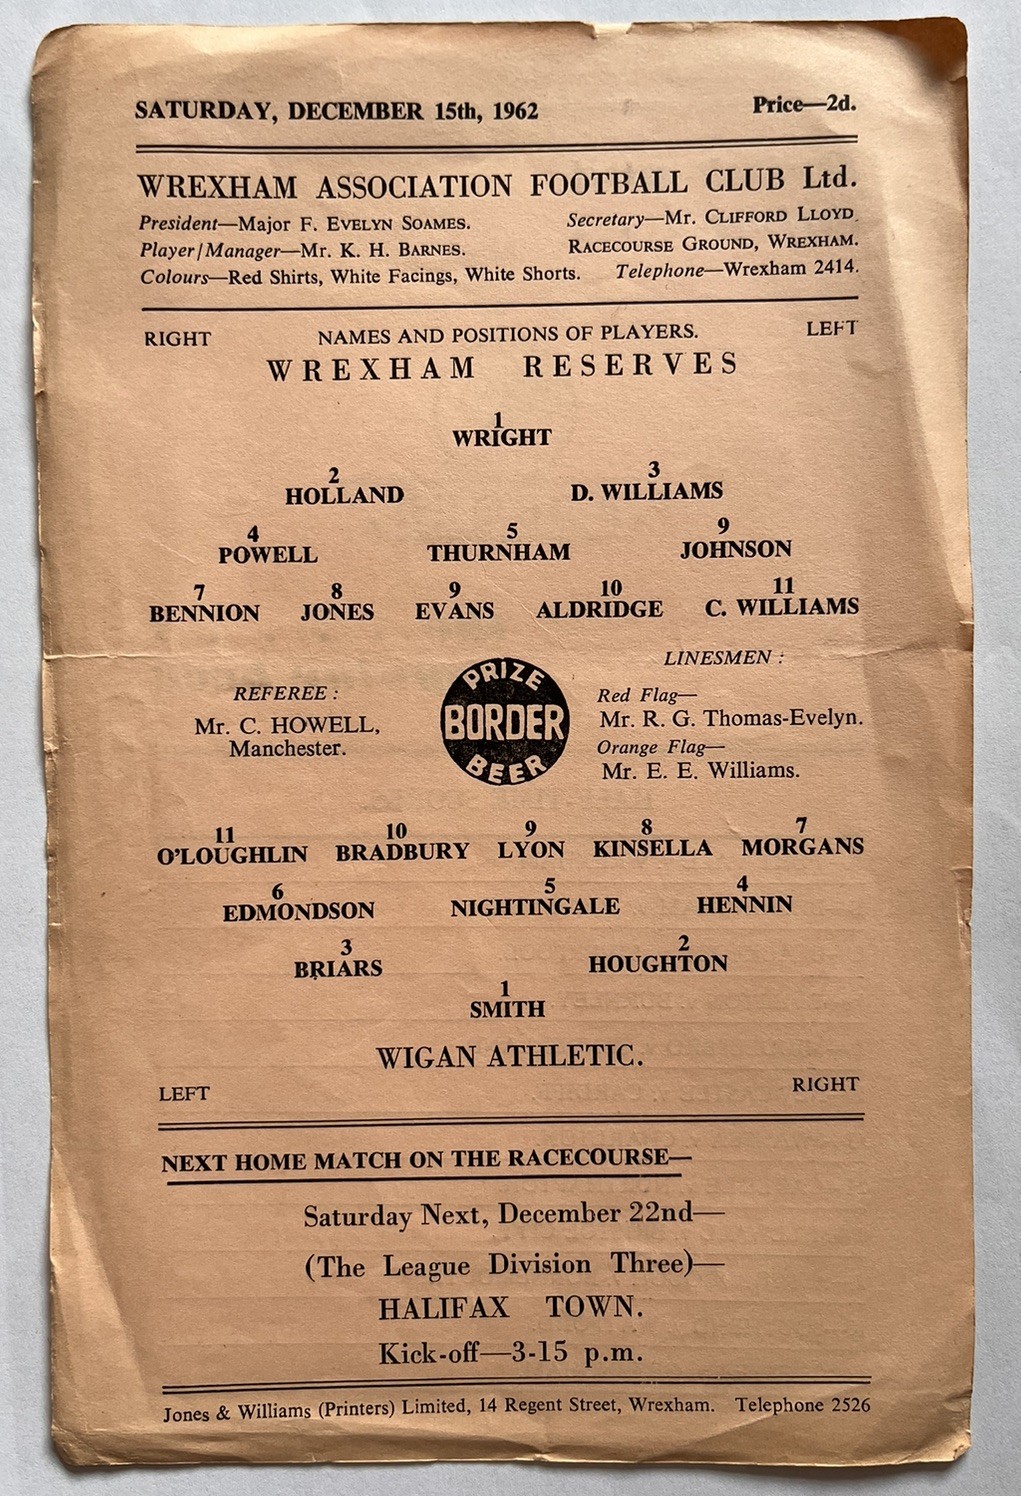 SATURDAY, DECEMBER 15th, 1962 Price—2d.
WREXHAM ASSOCIATION FOOTBALL CLUB Ltd.
President—Major F. EVELYN SOAMES. Secretary—Mr. CLIFFORD LLOYD.
Player/Manager—Mr. K. H. BARNES. RACECOURSE GROUND, WREXHAM.
Colours—Red Shirts, White Facings, White Shorts. Telephone—Wrexham 2414.
RIGHT NAMES AND POSITIONS OF PLAYERS. LEFT
WREXHAM RESERVES
1
WRIGHT
2 3
HOLLAND D. WILLIAMS
4 5 9
POWELL THURNHAM JOHNSON
7 8 9 10 11
BENNION JONES EVANS ALDRIDGE C. WILLIAMS
REFEREE :
Mr. C. HOWELL,
Manchester.
PRIZE
BORDER
BEER
LINESMEN :
Red Flag—
Mr. R. G. Thomas-Evelyn.
Orange Flag—
Mr. E. E. Williams.
11 10 9 8 7
O'LOUGHLIN BRADBURY LYON KINSELLA MORGANS
6 5 4
EDMONDSON NIGHTINGALE HENNIN
3 2
BRIARS HOUGHTON
1
SMITH
WIGAN ATHLETIC.
LEFT RIGHT
NEXT HOME MATCH ON THE RACECOURSE—
Saturday Next, December 22nd—
(The League Division Three)—
HALIFAX TOWN.
Kick-off—3-15 p.m.
Jones & Williams (Printers) Limited, 14 Regent Street, Wrexham. Telephone 2526